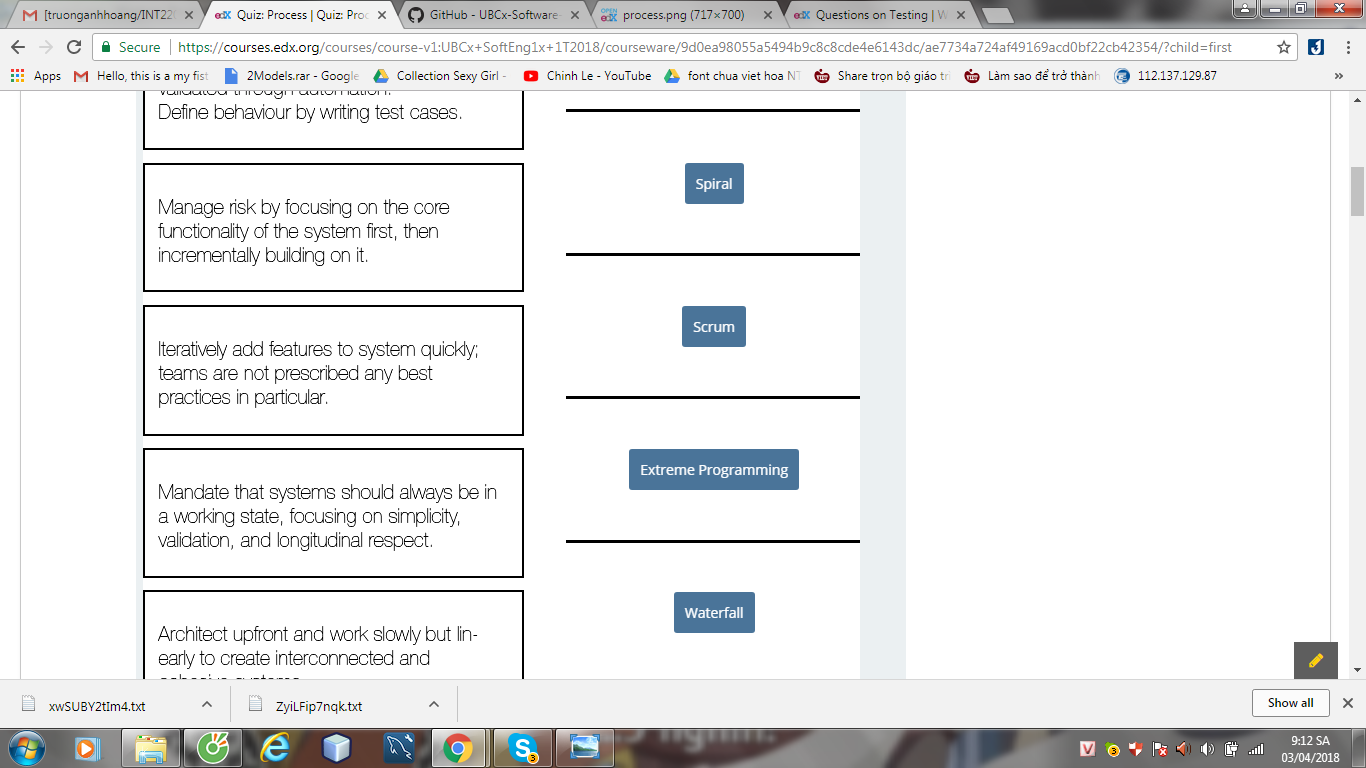 [truonganhhoang/INT22
Quiz: Process | Quiz: Proc
GitHub - UBCx-Software-
process.png (717×700)
Questions on Testing | W
Secure
https://courses.edx.org/courses/course-v1:UBCx+SoftEng1x+1T2018/courseware/9d0ea98055a5494b9c8c8cde4e6143dc/ae7734a724af49169acd0bf22cb42354/?child=first
Apps
Hello, this is a my fist
2Models.rar - Google
Collection Sexy Girl -
Chinh Le - YouTube
font chua viet hoa NT
Share trọn bộ giáo tri
Làm sao để trở thành
112.137.129.87
»
validated through automation.
Define behaviour by writing test cases.
Spiral
Manage risk by focusing on the core
functionality of the system first, then
incrementally building on it.
Scrum
Iteratively add features to system quickly;
teams are not prescribed any best
practices in particular.
Extreme Programming
Mandate that systems should always be in
a working state, focusing on simplicity,
validation, and longitudinal respect.
Waterfall
Architect upfront and work slowly but lin-
early to create interconnected and
xwSUBY2tIm4.txt
ZyiLFip7nqk.txt
Show all
9:12 SA
03/04/2018